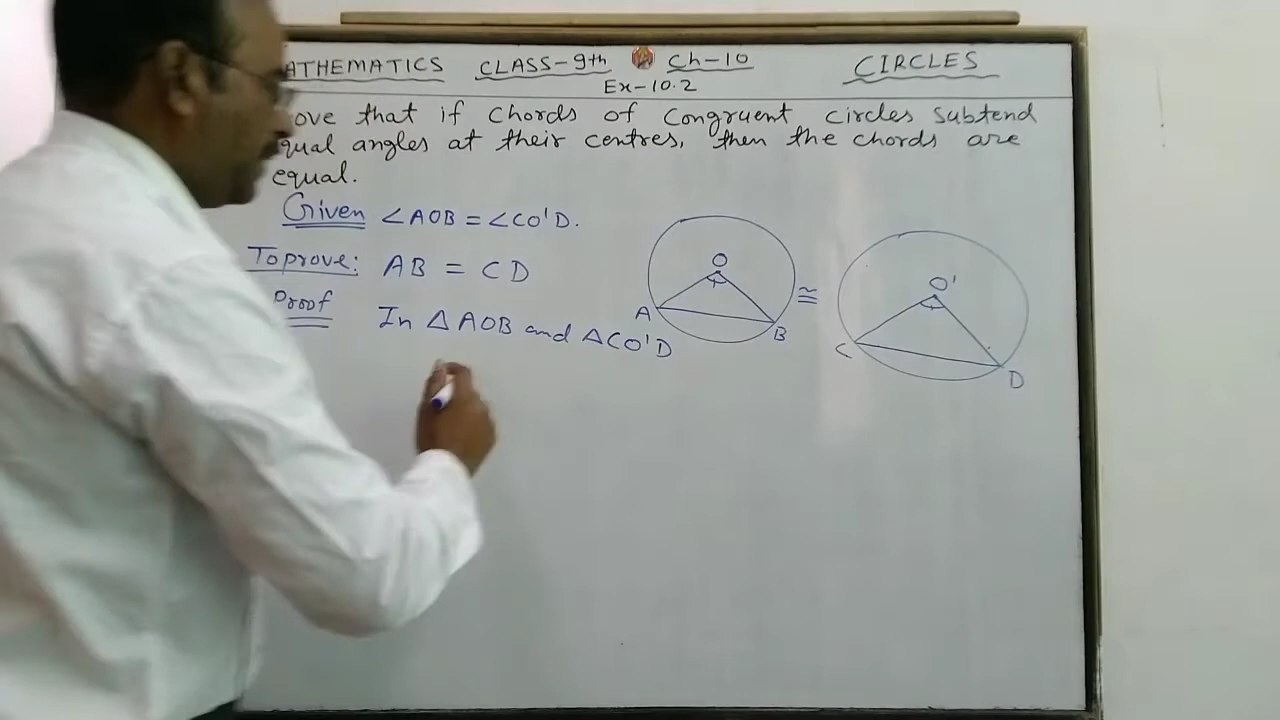 ATHEMATICS CLASS-9th Ch-10 CIRCLES
Ex-10.2
ove that if chords of congruent circles subtend
qual angles at their centres, then the chords are
equal.
Given ∠AOB = ∠CO'D.
To prove: AB = CD
Proof In △AOB and △CO'D
O
A
B
≅
O'
C
D